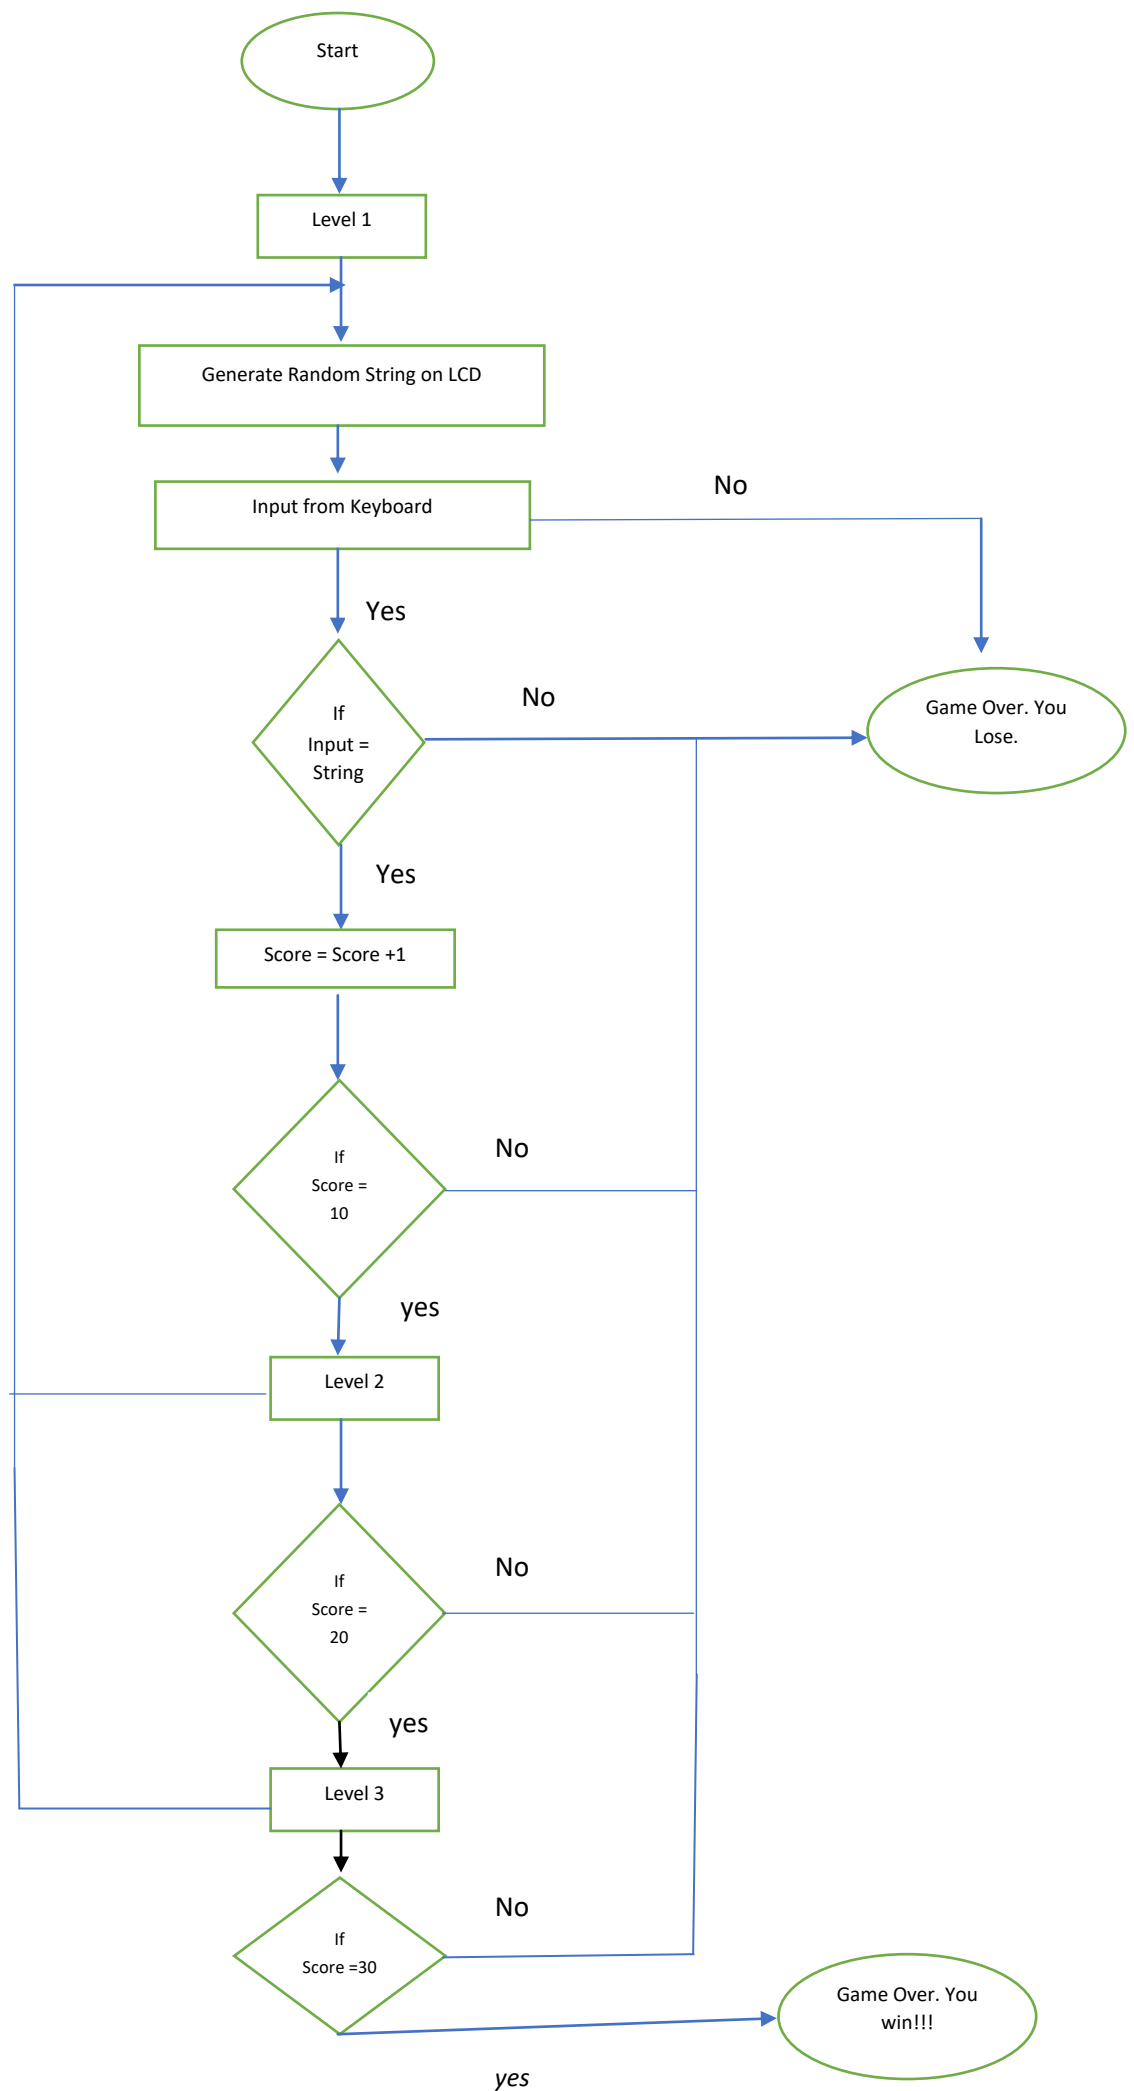 Start
Level 1
Generate Random String on LCD
Input from Keyboard
No
Yes
If
Input =
String
No
Game Over. You
Lose.
Yes
Score = Score +1
If
Score =
10
No
yes
Level 2
If
Score =
20
No
yes
Level 3
If
Score =30
No
Game Over. You
win!!!
yes